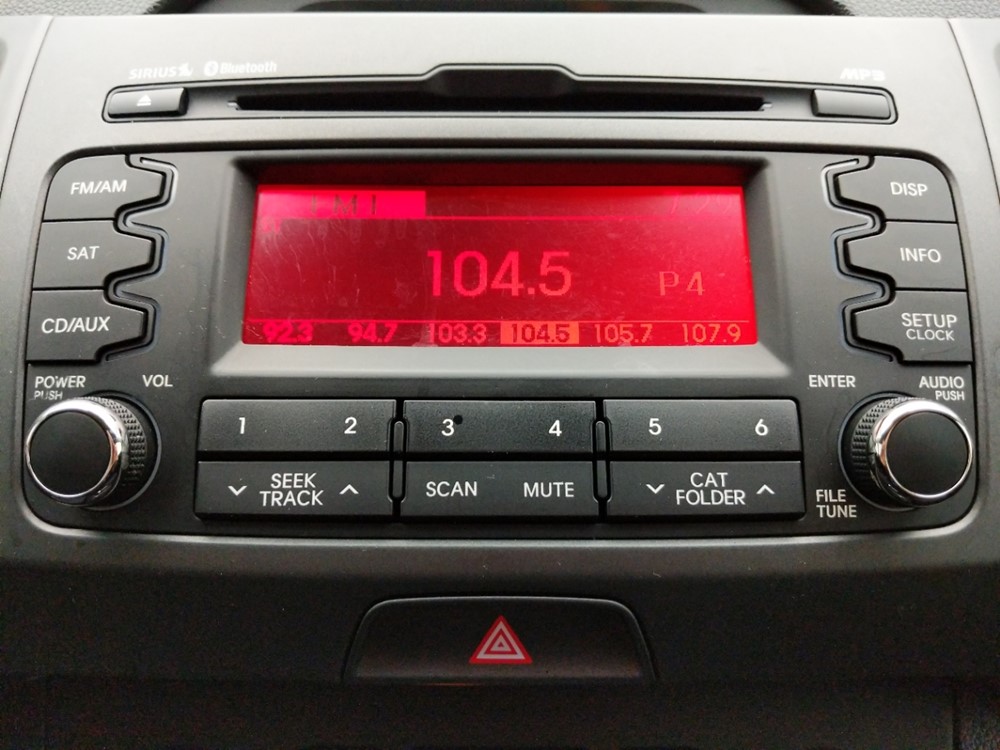 SIRIUS Bluetooth MP3
FM/AM
SAT
CD/AUX
FM1
104.5 P4
92.3 94.7 103.3 104.5 105.7 107.9
DISP
INFO
SETUP
CLOCK
POWER
PUSH
VOL
ENTER
AUDIO
PUSH
1 2 3 4 5 6
SEEK
TRACK
SCAN MUTE
CAT
FOLDER
FILE
TUNE